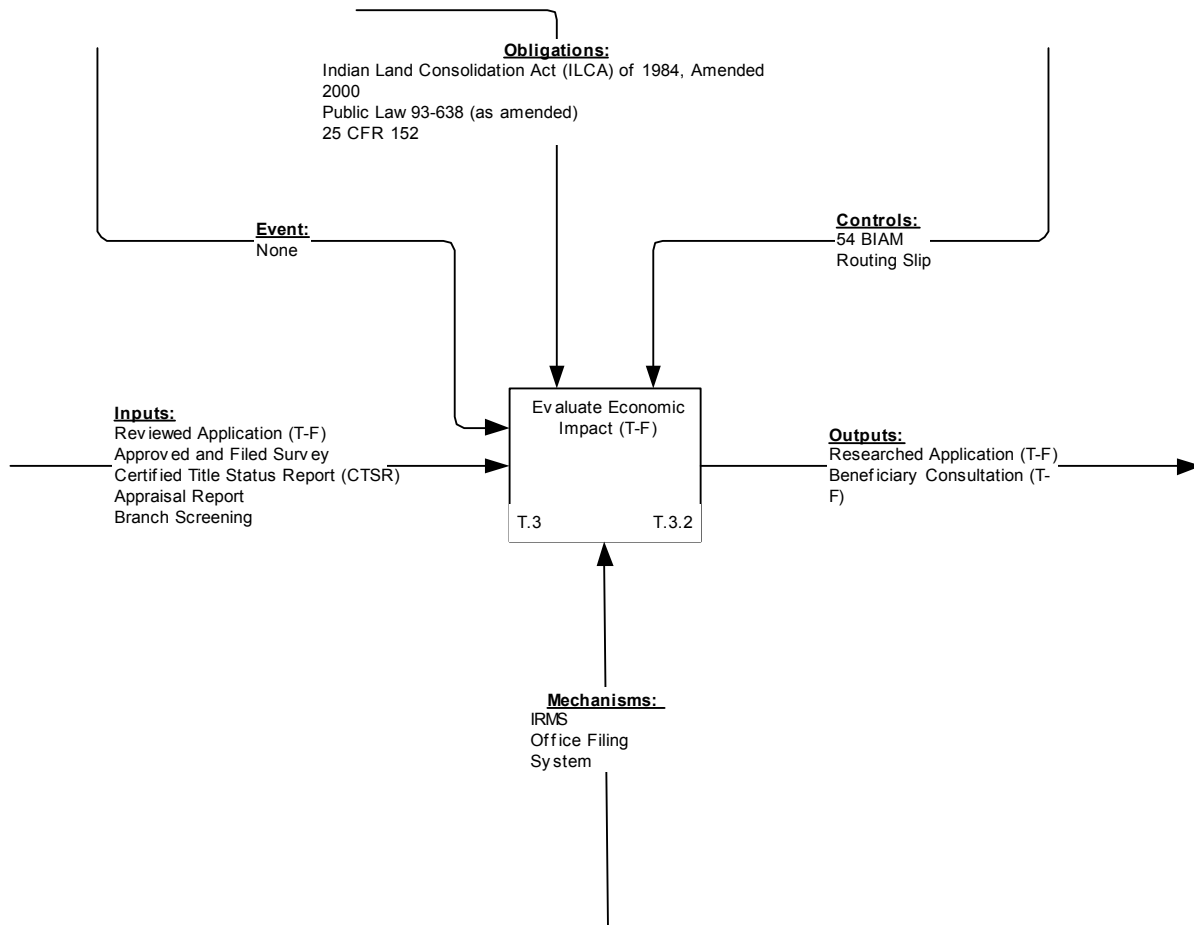 Obligations:
Indian Land Consolidation Act (ILCA) of 1984, Amended
2000
Public Law 93-638 (as amended)
25 CFR 152
Event:
None
Controls:
54 BIAM
Routing Slip
Inputs:
Reviewed Application (T-F)
Approved and Filed Survey
Certified Title Status Report (CTSR)
Appraisal Report
Branch Screening
Evaluate Economic
Impact (T-F)
T.3 T.3.2
Outputs:
Researched Application (T-F)
Beneficiary Consultation (T-
F)
Mechanisms:
IRMS
Office Filing
System